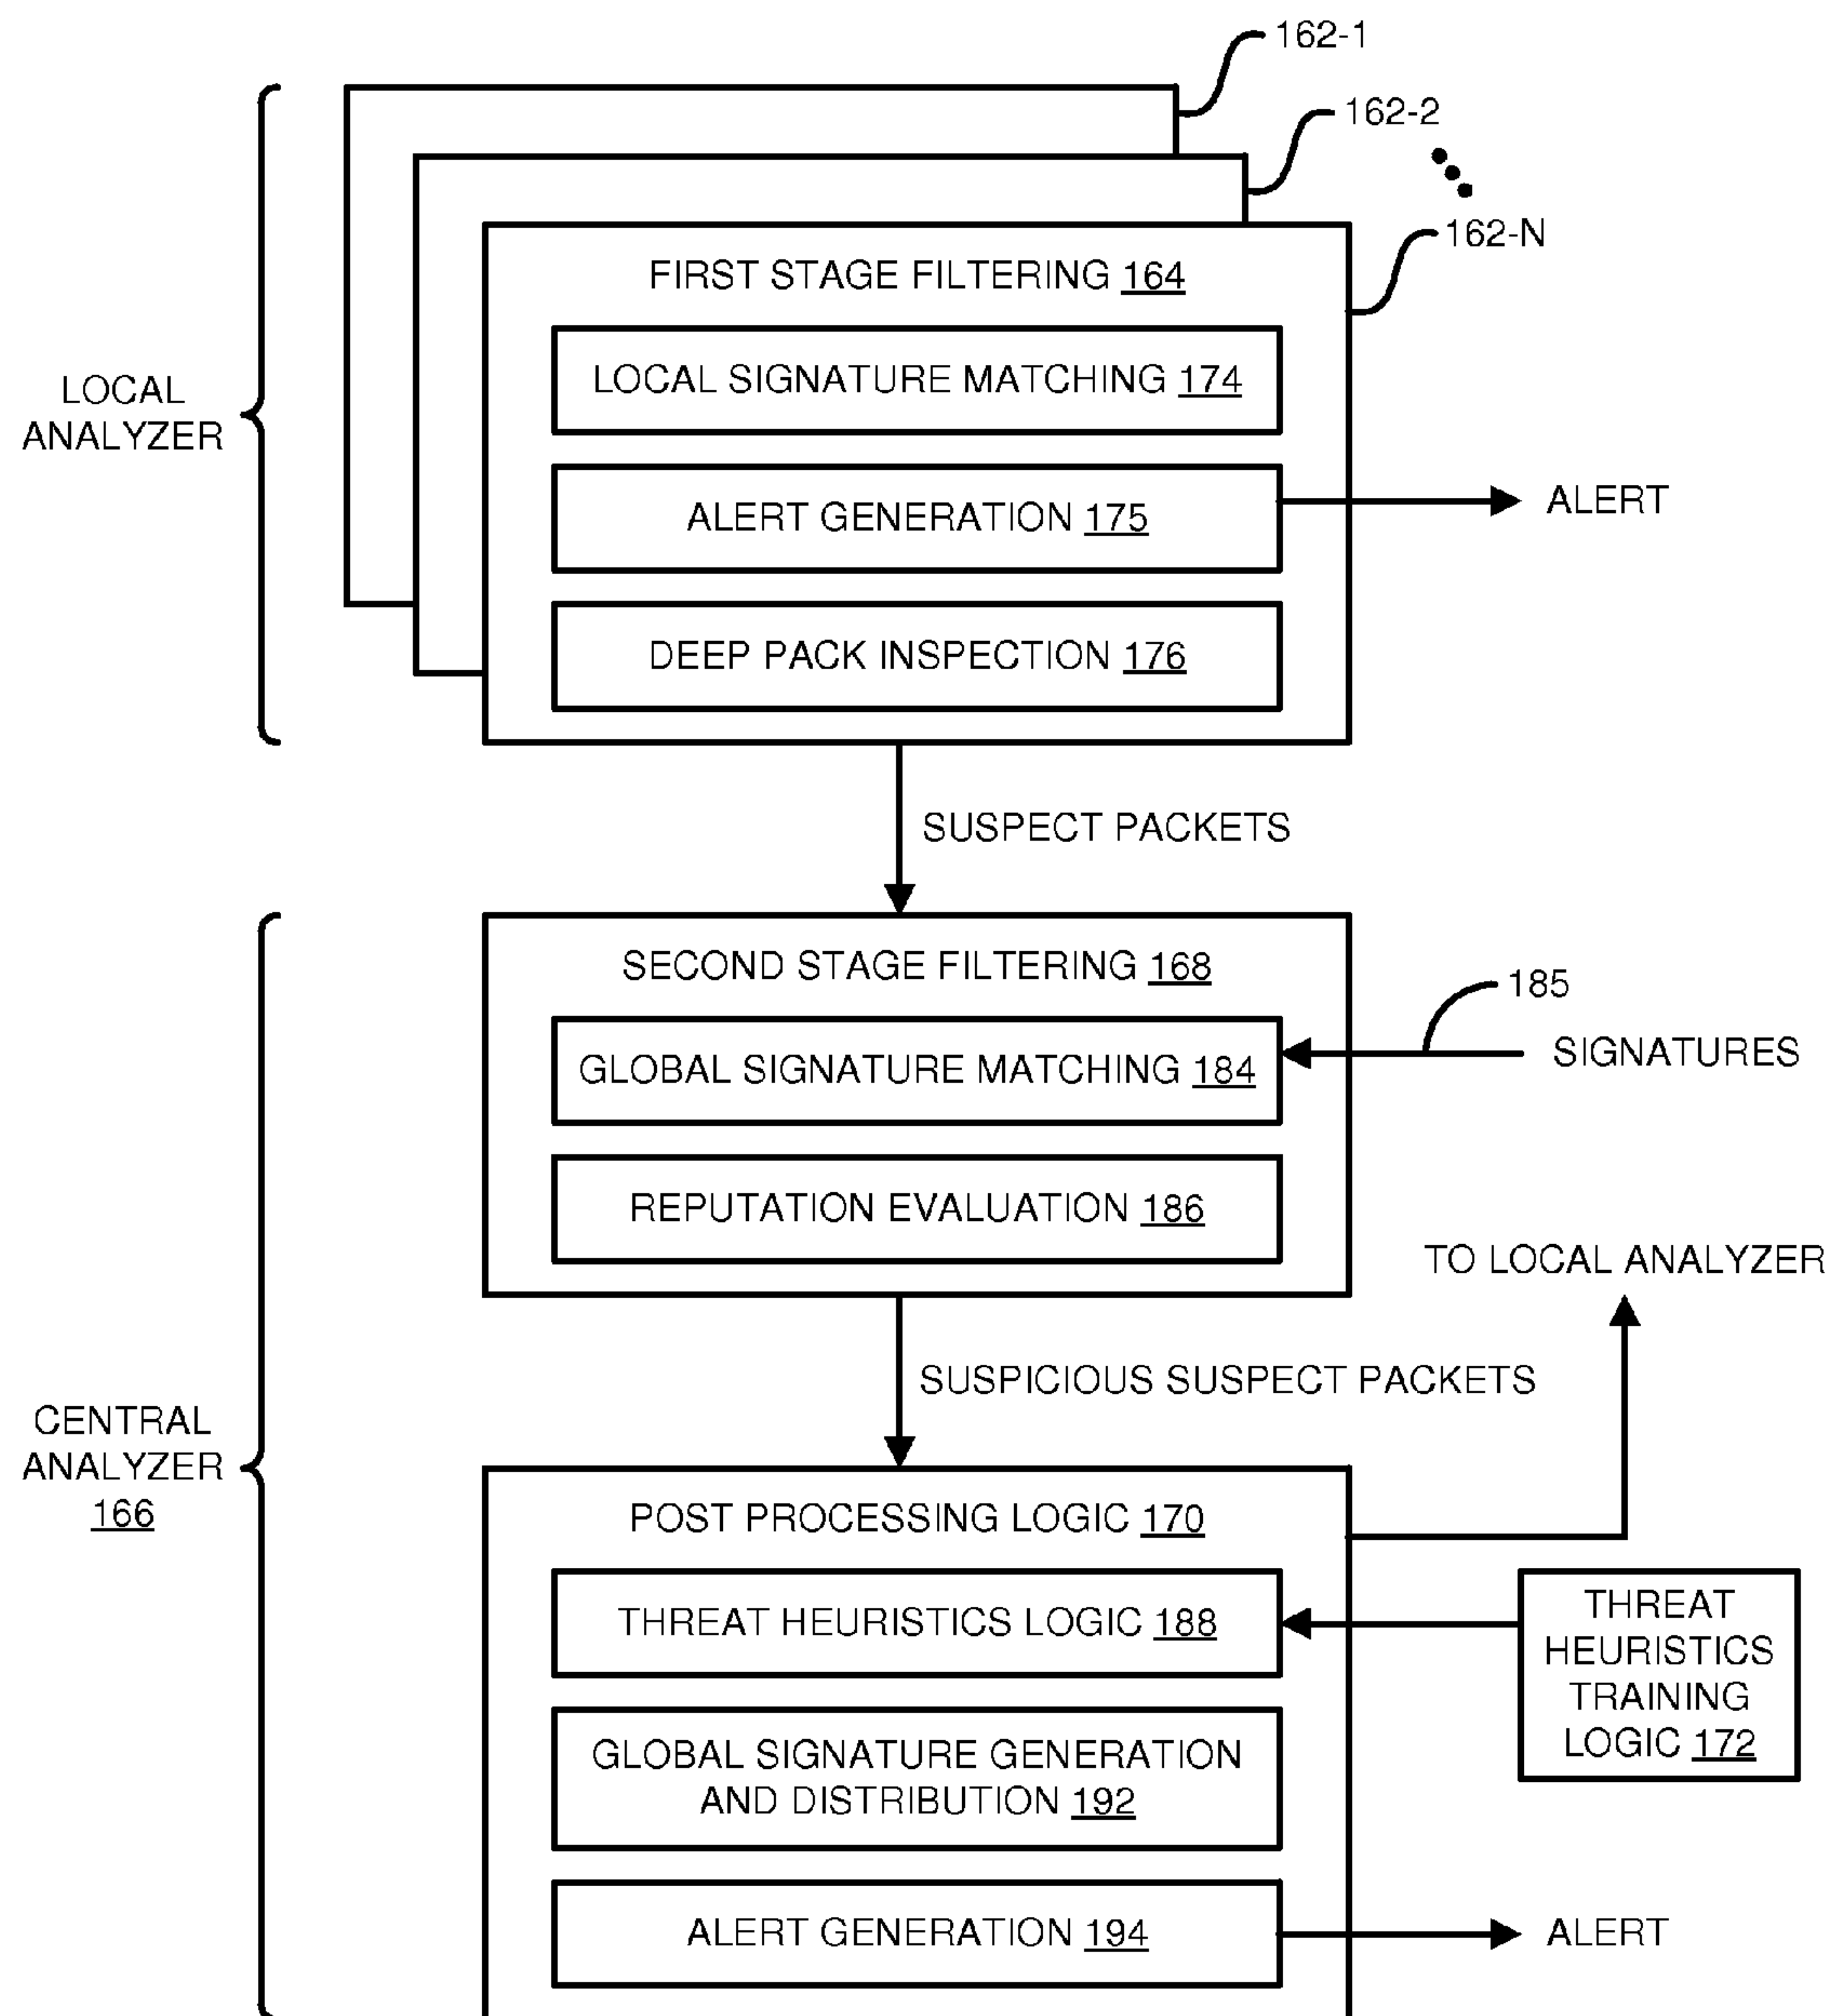 162-1
162-2
162-N
FIRST STAGE FILTERING 164
LOCAL SIGNATURE MATCHING 174
LOCAL
ANALYZER
ALERT GENERATION 175
ALERT
DEEP PACK INSPECTION 176
SUSPECT PACKETS
SECOND STAGE FILTERING 168
185
GLOBAL SIGNATURE MATCHING 184
SIGNATURES
REPUTATION EVALUATION 186
TO LOCAL ANALYZER
SUSPICIOUS SUSPECT PACKETS
CENTRAL
ANALYZER
166
POST PROCESSING LOGIC 170
THREAT HEURISTICS LOGIC 188
THREAT
HEURISTICS
TRAINING
LOGIC 172
GLOBAL SIGNATURE GENERATION
AND DISTRIBUTION 192
ALERT GENERATION 194
ALERT